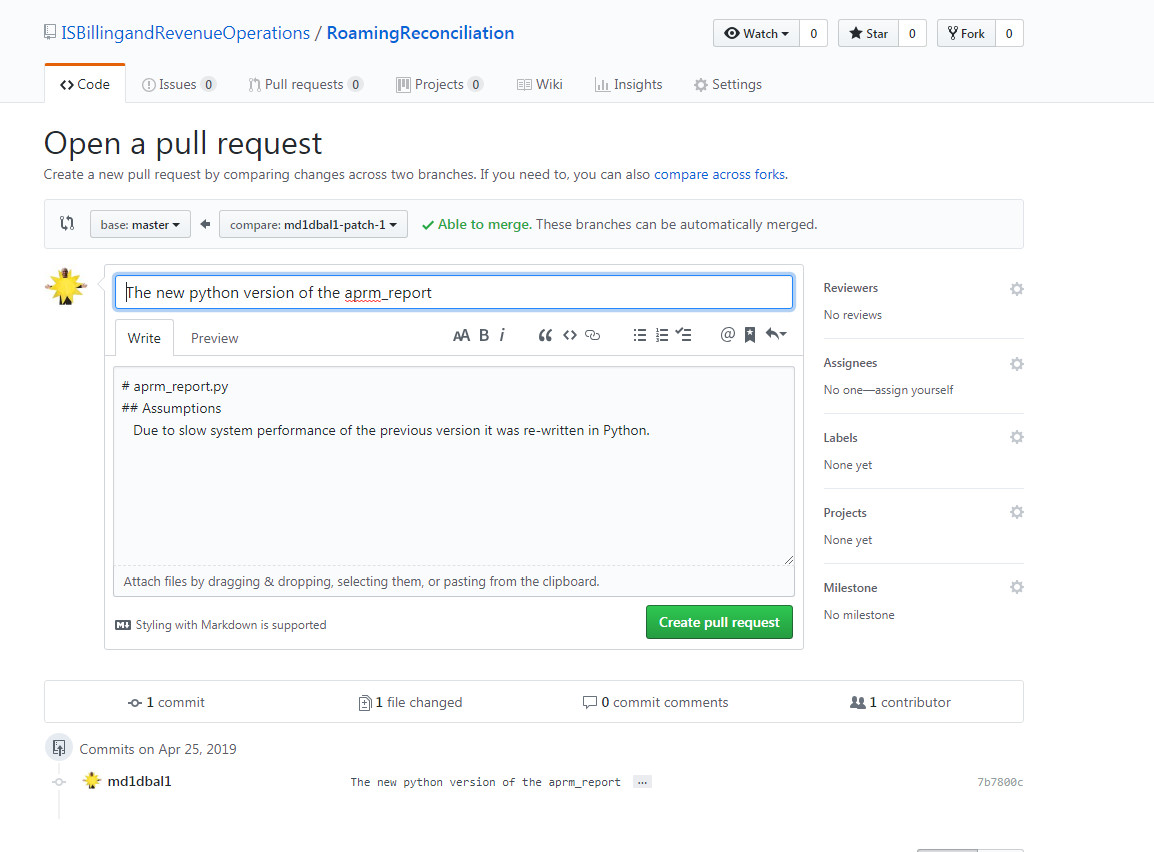 ISBillingandRevenueOperations / RoamingReconciliation
Watch 0 Star 0 Fork 0
Code Issues 0 Pull requests 0 Projects 0 Wiki Insights Settings
Open a pull request
Create a new pull request by comparing changes across two branches. If you need to, you can also compare across forks.
base: master compare: md1dbal1-patch-1 Able to merge. These branches can be automatically merged.
The new python version of the aprm_report
Write Preview AA B i @
# aprm_report.py
## Assumptions
Due to slow system performance of the previous version it was re-written in Python.
Attach files by dragging & dropping, selecting them, or pasting from the clipboard.
Styling with Markdown is supported
Create pull request
Reviewers
No reviews
Assignees
No one—assign yourself
Labels
None yet
Projects
None yet
Milestone
No milestone
1 commit 1 file changed 0 commit comments 1 contributor
Commits on Apr 25, 2019
md1dbal1 The new python version of the aprm_report … 7b7800c